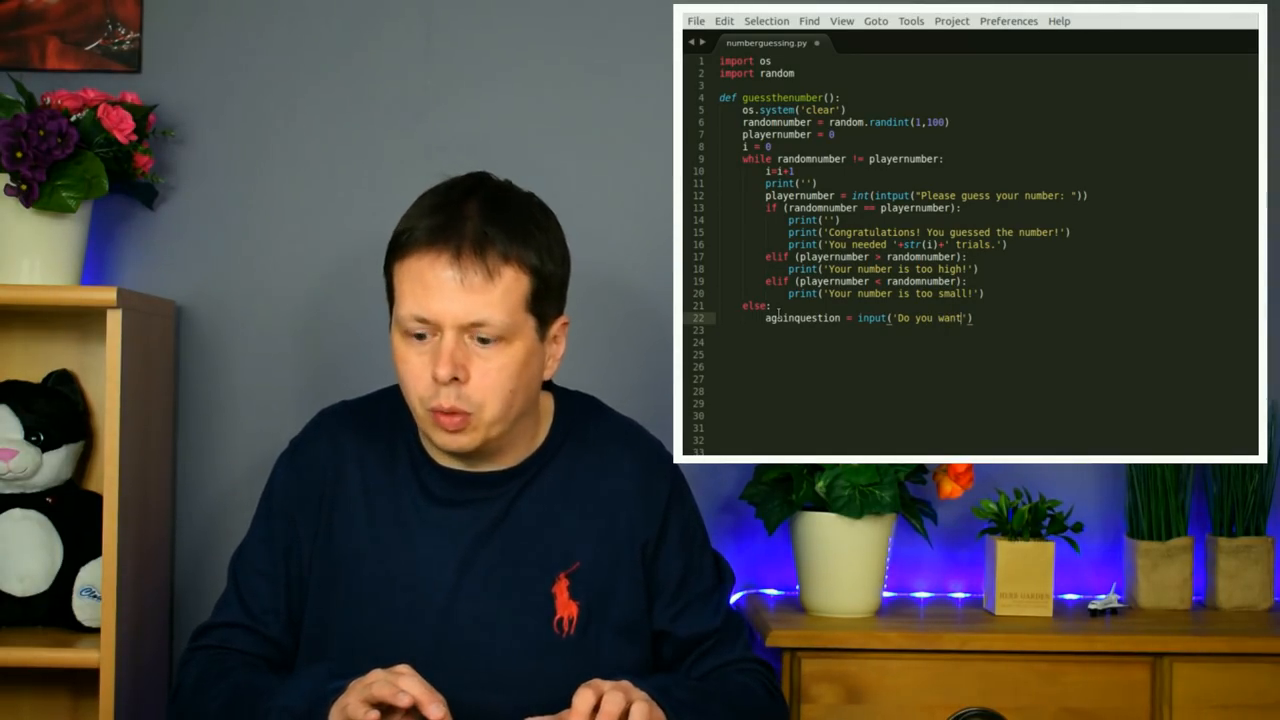 File Edit Selection Find View Goto Tools Project Preferences Help
numberguessing.py
1 import os
2 import random
3
4 def guessthenumber():
5 os.system('clear')
6 randomnumber = random.randint(1,100)
7 playernumber = 0
8 i = 0
9 while randomnumber != playernumber:
10 i=i+1
11 print('')
12 playernumber = int(intput("Please guess your number: "))
13 if (randomnumber == playernumber):
14 print('')
15 print('Congratulations! You guessed the number!')
16 print('You needed '+str(i)+' trials.')
17 elif (playernumber > randomnumber):
18 print('Your number is too high!')
19 elif (playernumber < randomnumber):
20 print('Your number is too small!')
21 else:
22 againquestion = input('Do you want')
23
24
25
26
27
28
29
30
31
32
33
HERB GARDEN